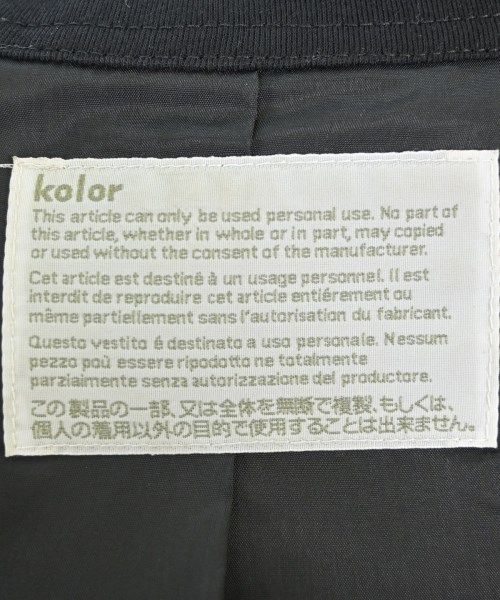 kolor
This article can only be used personal use. No part of
this article, whether in whole or in part, may copied
or used without the consent of the manufacturer.
Cet article est destiné à un usage personnel. Il est
interdit de reproduire cet article entiérement ou
même partiellement sans l'autorisation du fabricant.
Questo vestito é destinato a uso personale. Nessum
pezzo paù essere ripodotto ne totalmente
parziaimente senza autorizzazione del productore.
この製品の一部、又は全体を無断で複製、もしくは、
個人の着用以外の目的で使用することは出来ません。